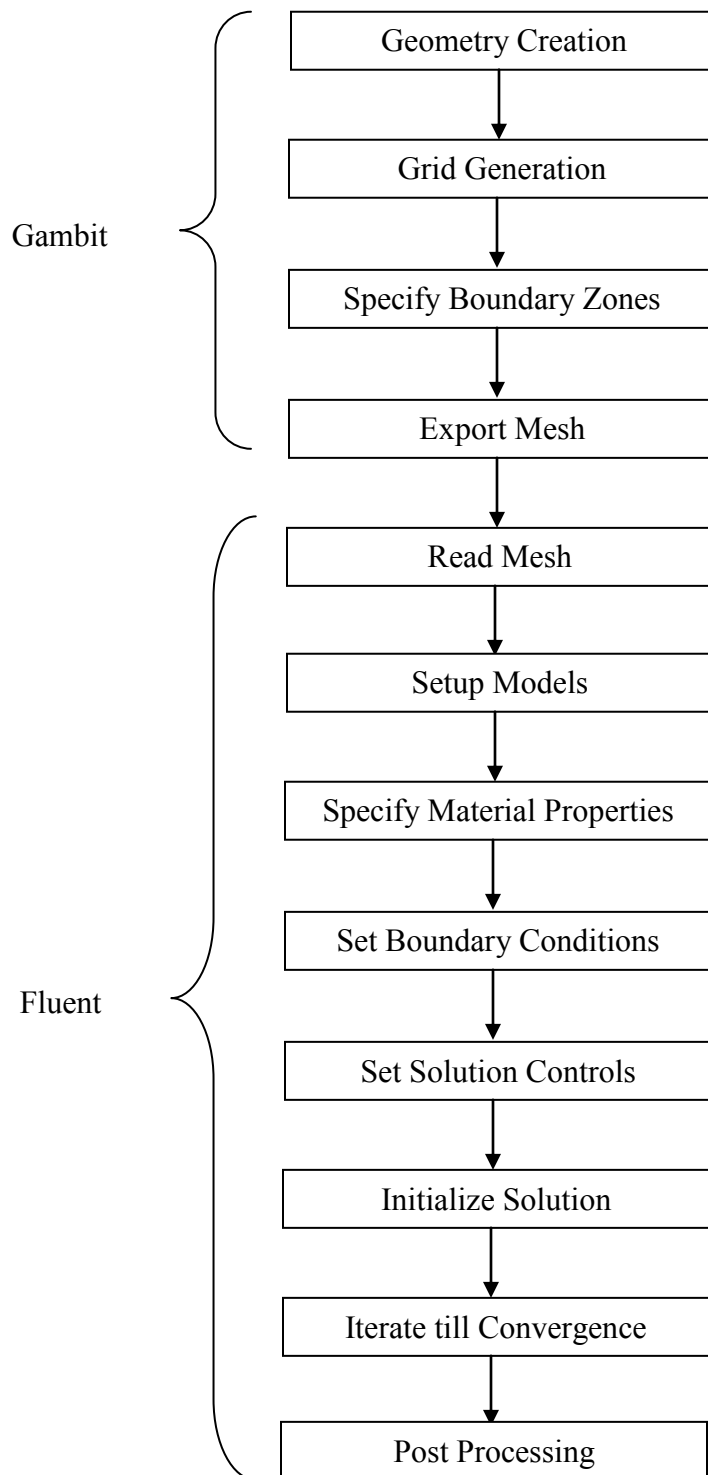 Geometry Creation
Grid Generation
Gambit
Specify Boundary Zones
Export Mesh
Read Mesh
Setup Models
Specify Material Properties
Set Boundary Conditions
Fluent
Set Solution Controls
Initialize Solution
Iterate till Convergence
Post Processing